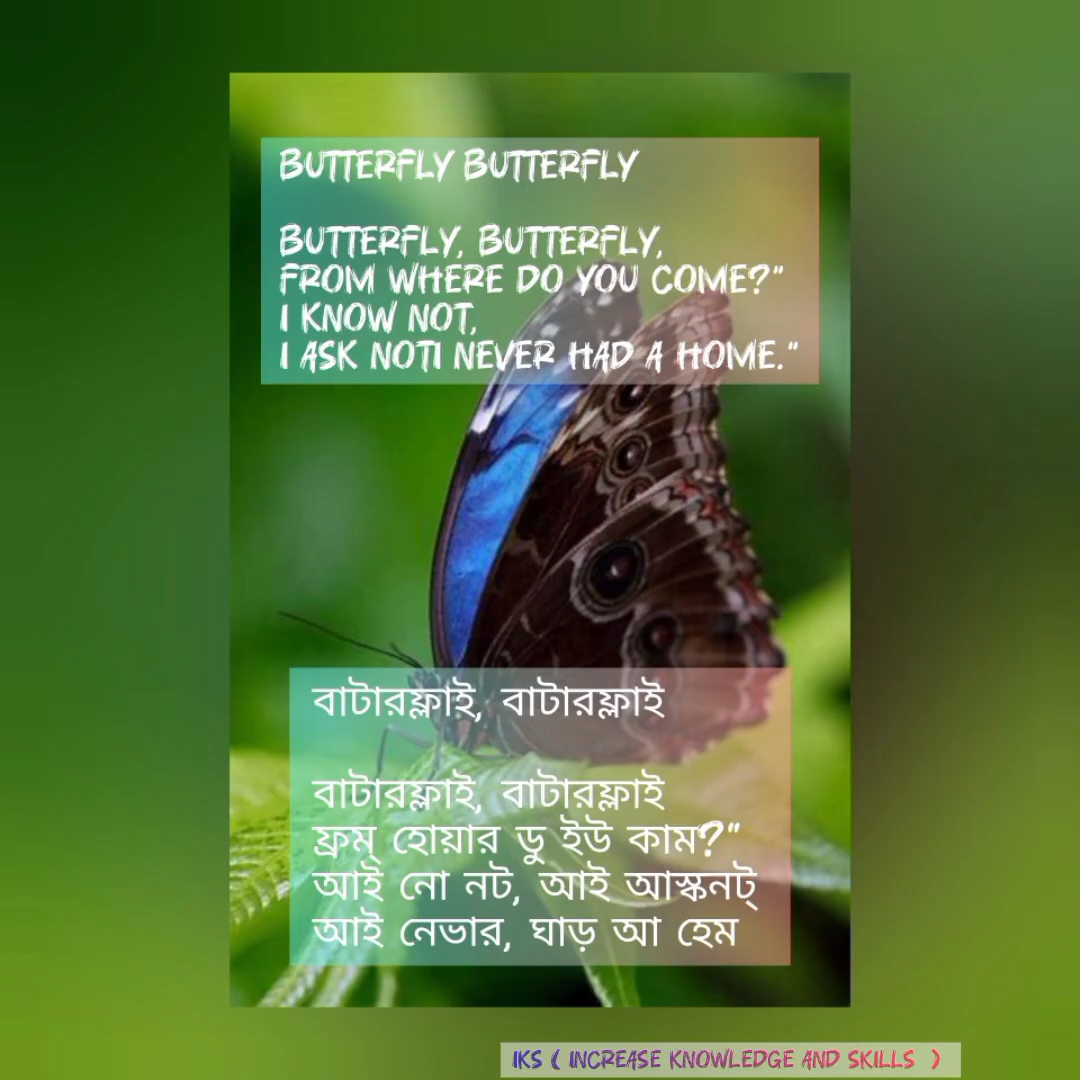 BUTTERFLY BUTTERFLY
BUTTERFLY, BUTTERFLY,
FROM WHERE DO YOU COME?"
I KNOW NOT,
I ASK NOTI NEVER HAD A HOME."
বাটারফ্লাই, বাটারফ্লাই
বাটারফ্লাই, বাটারফ্লাই
ফ্রম্ হোয়ার ডু ইউ কাম?"
আই নো নট, আই আস্কনট্
আই নেভার, ঘাড় আ হেম
IKS ( INCREASE KNOWLEDGE AND SKILLS )